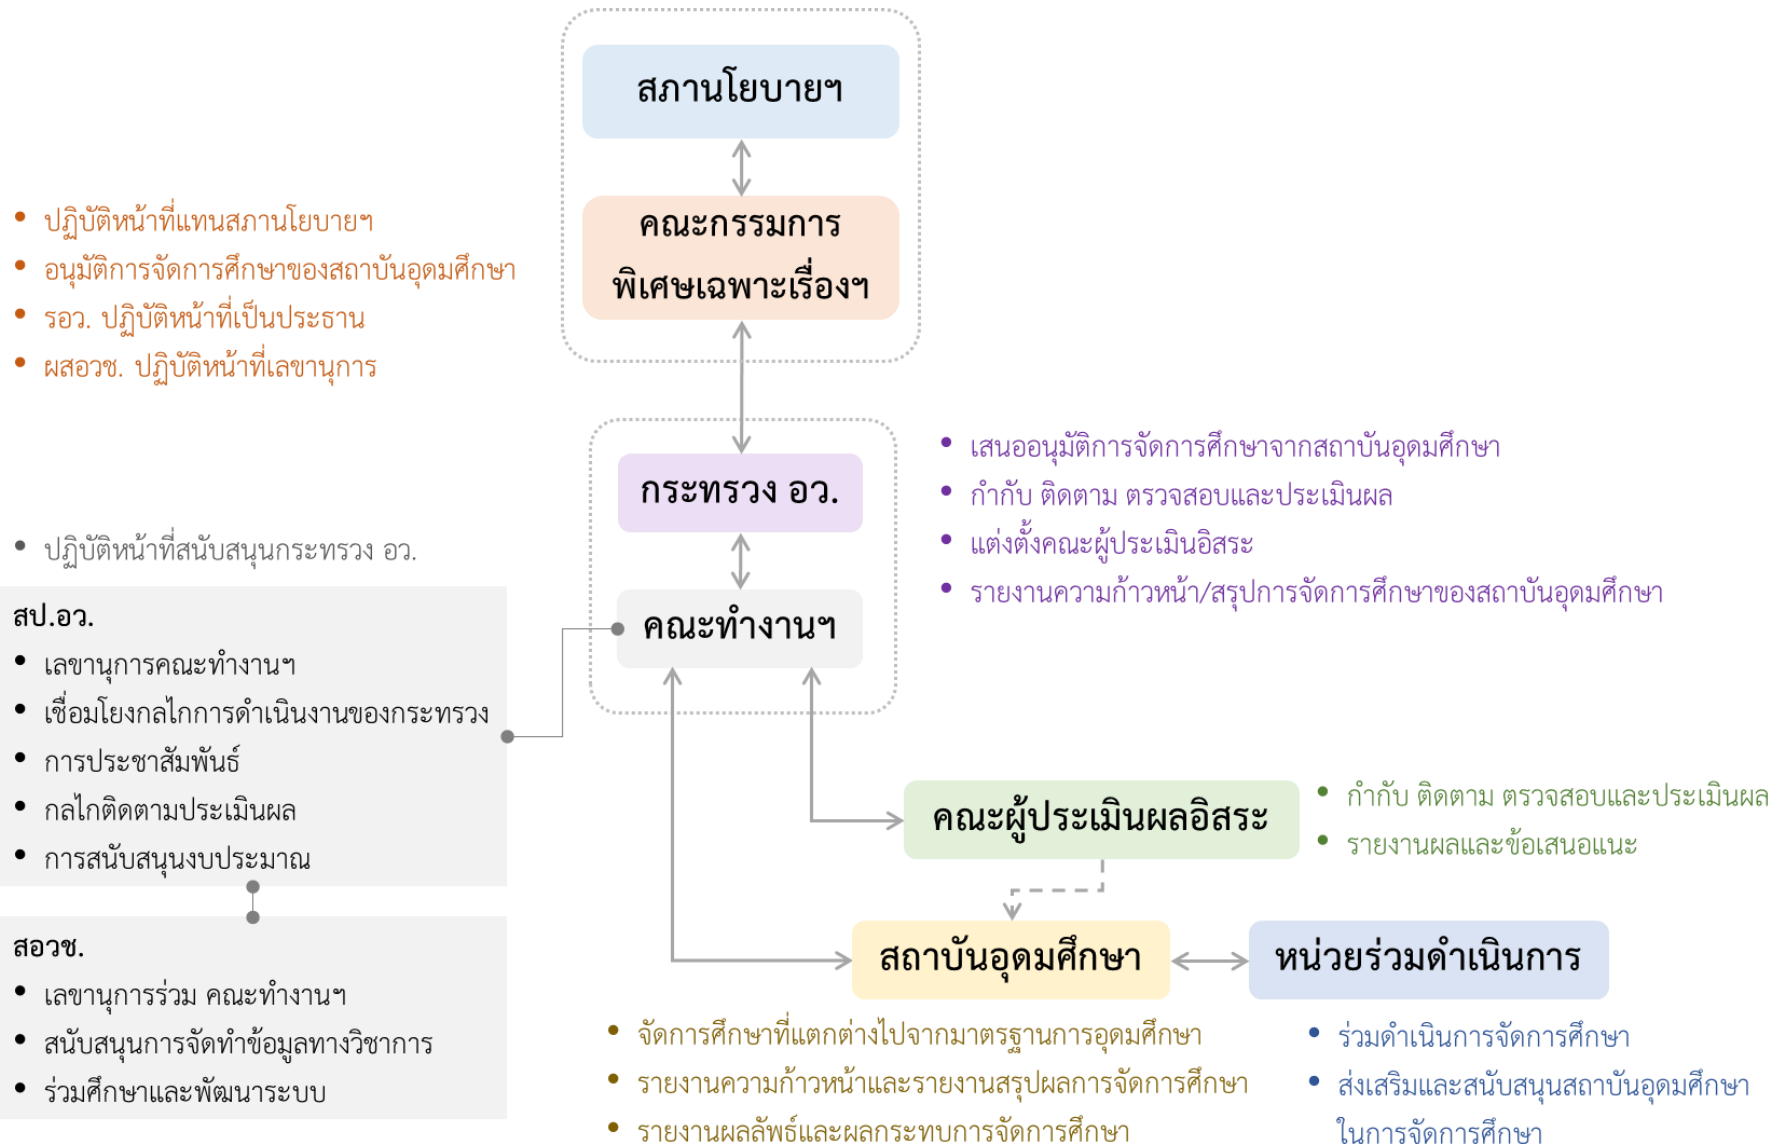 สภานโยบายฯ
คณะกรรมการ
พิเศษเฉพาะเรื่องฯ
• ปฏิบัติหน้าที่แทนสภานโยบายฯ
• อนุมัติการจัดการศึกษาของสถาบันอุดมศึกษา
• รอว. ปฏิบัติหน้าที่เป็นประธาน
• ผสอวช. ปฏิบัติหน้าที่เลขานุการ
กระทรวง อว.
• เสนออนุมัติการจัดการศึกษาจากสถาบันอุดมศึกษา
• กำกับ ติดตาม ตรวจสอบและประเมินผล
• แต่งตั้งคณะผู้ประเมินอิสระ
• รายงานความก้าวหน้า/สรุปการจัดการศึกษาของสถาบันอุดมศึกษา
คณะทำงานฯ
• ปฏิบัติหน้าที่สนับสนุนกระทรวง อว.
สป.อว.
• เลขานุการคณะทำงานฯ
• เชื่อมโยงกลไกการดำเนินงานของกระทรวง
• การประชาสัมพันธ์
• กลไกติดตามประเมินผล
• การสนับสนุนงบประมาณ
สอวช.
• เลขานุการร่วม คณะทำงานฯ
• สนับสนุนการจัดทำข้อมูลทางวิชาการ
• ร่วมศึกษาและพัฒนาระบบ
คณะผู้ประเมินผลอิสระ
• กำกับ ติดตาม ตรวจสอบและประเมินผล
• รายงานผลและข้อเสนอแนะ
สถาบันอุดมศึกษา
• จัดการศึกษาที่แตกต่างไปจากมาตรฐานการอุดมศึกษา
• รายงานความก้าวหน้าและรายงานสรุปผลการจัดการศึกษา
• รายงานผลลัพธ์และผลกระทบการจัดการศึกษา
หน่วยร่วมดำเนินการ
• ร่วมดำเนินการจัดการศึกษา
• ส่งเสริมและสนับสนุนสถาบันอุดมศึกษา
ในการจัดการศึกษา